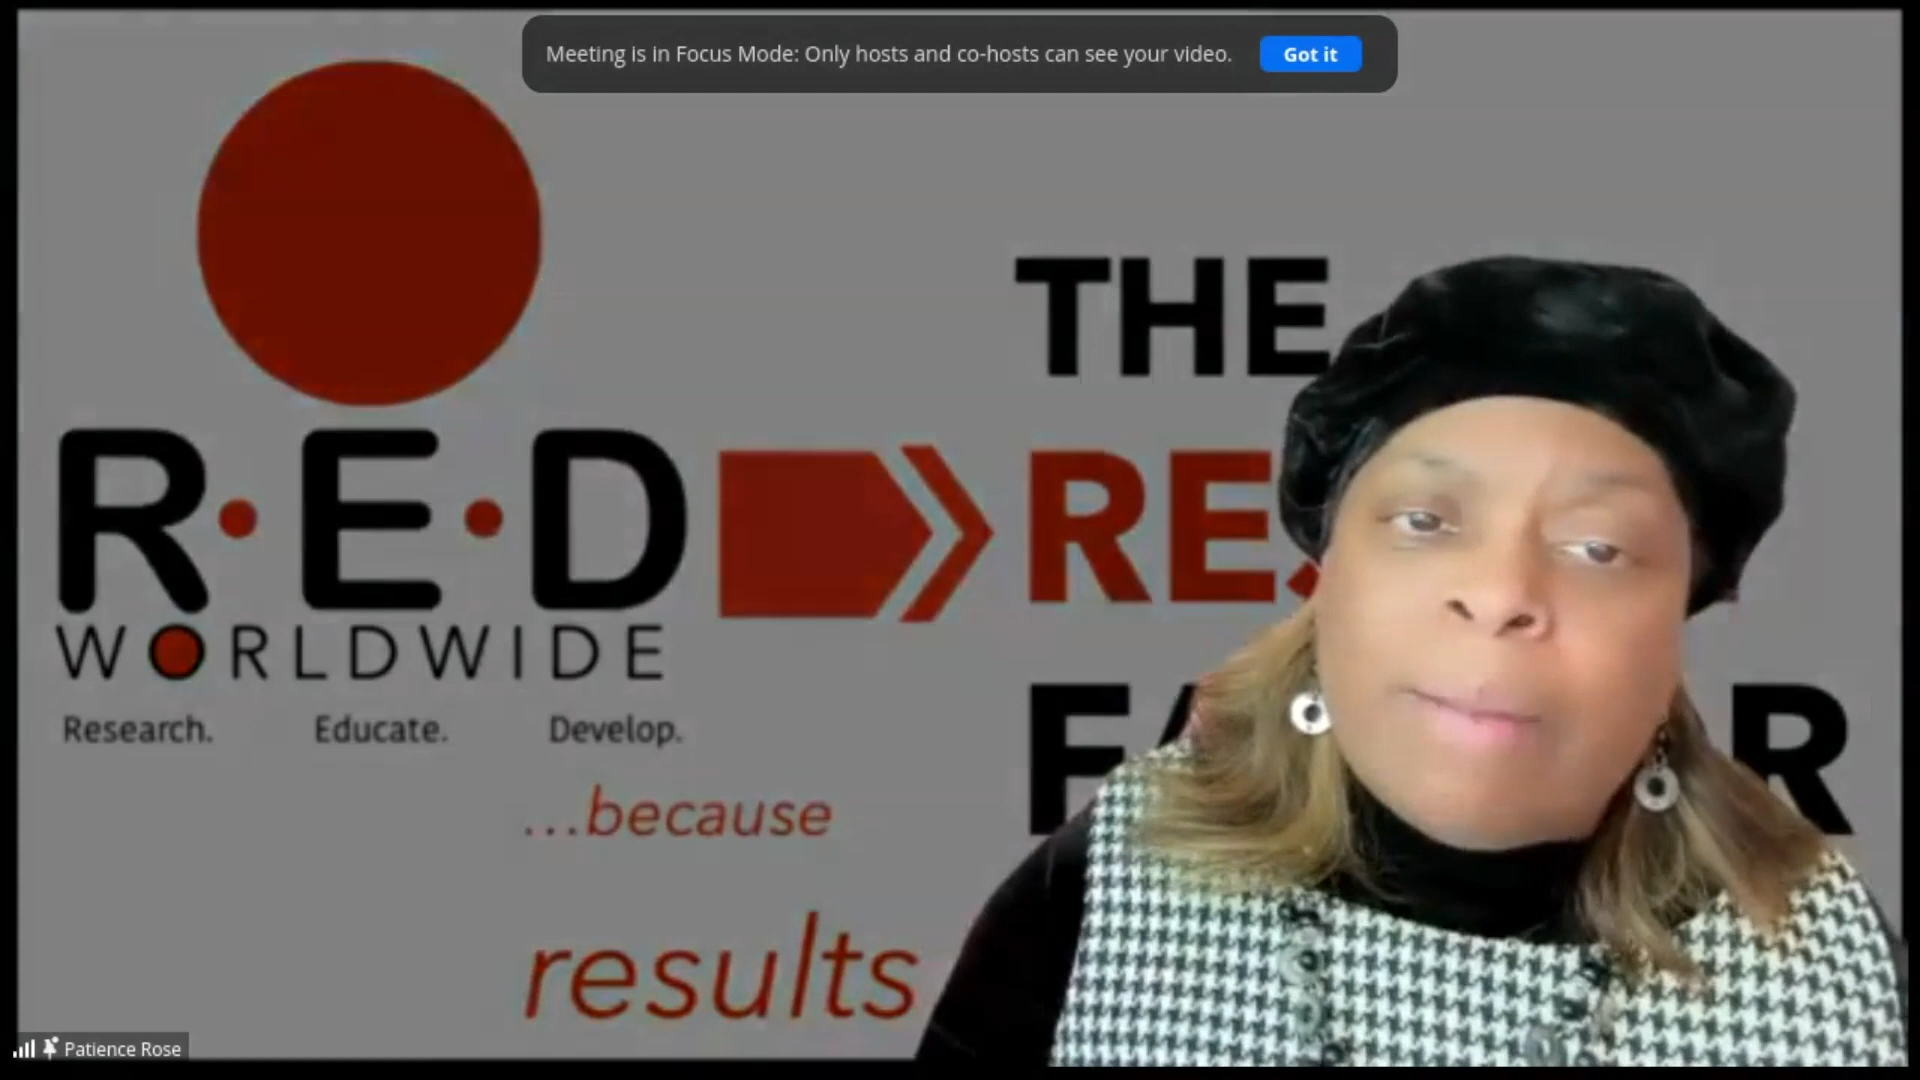 Meeting is in Focus Mode: Only hosts and co-hosts can see your video.
Got it
R·E·D
WORLDWIDE
Research. Educate. Develop.
...because
results
THE
Patience Rose